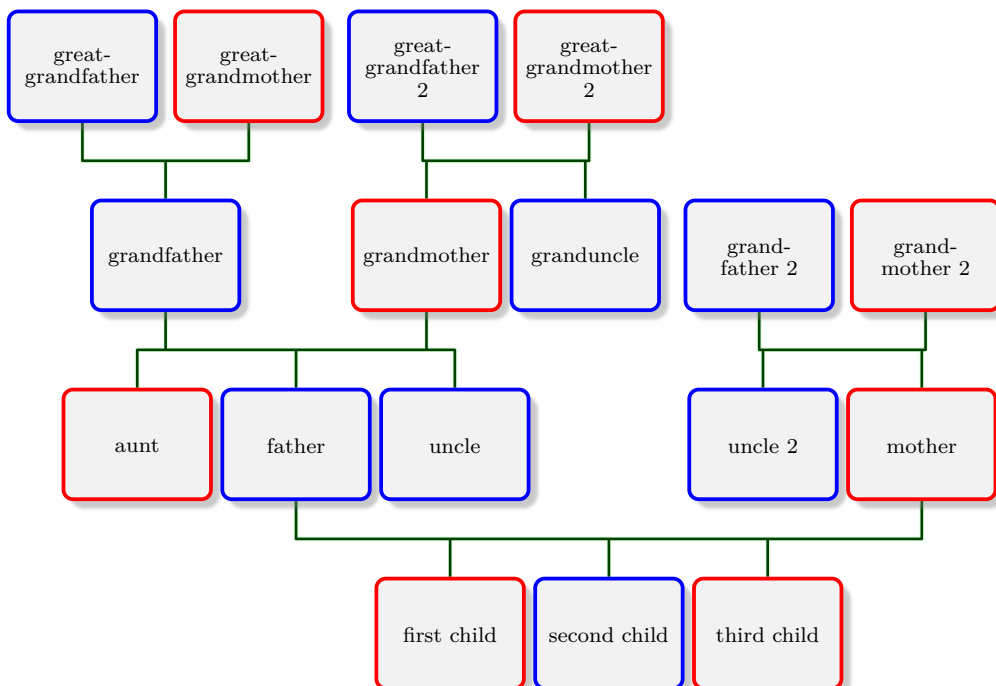 great-
grandfather
great-
grandmother
great-
grandfather
2
great-
grandmother
2
grandfather
grandmother
granduncle
grand-
father 2
grand-
mother 2
aunt
father
uncle
uncle 2
mother
first child
second child
third child